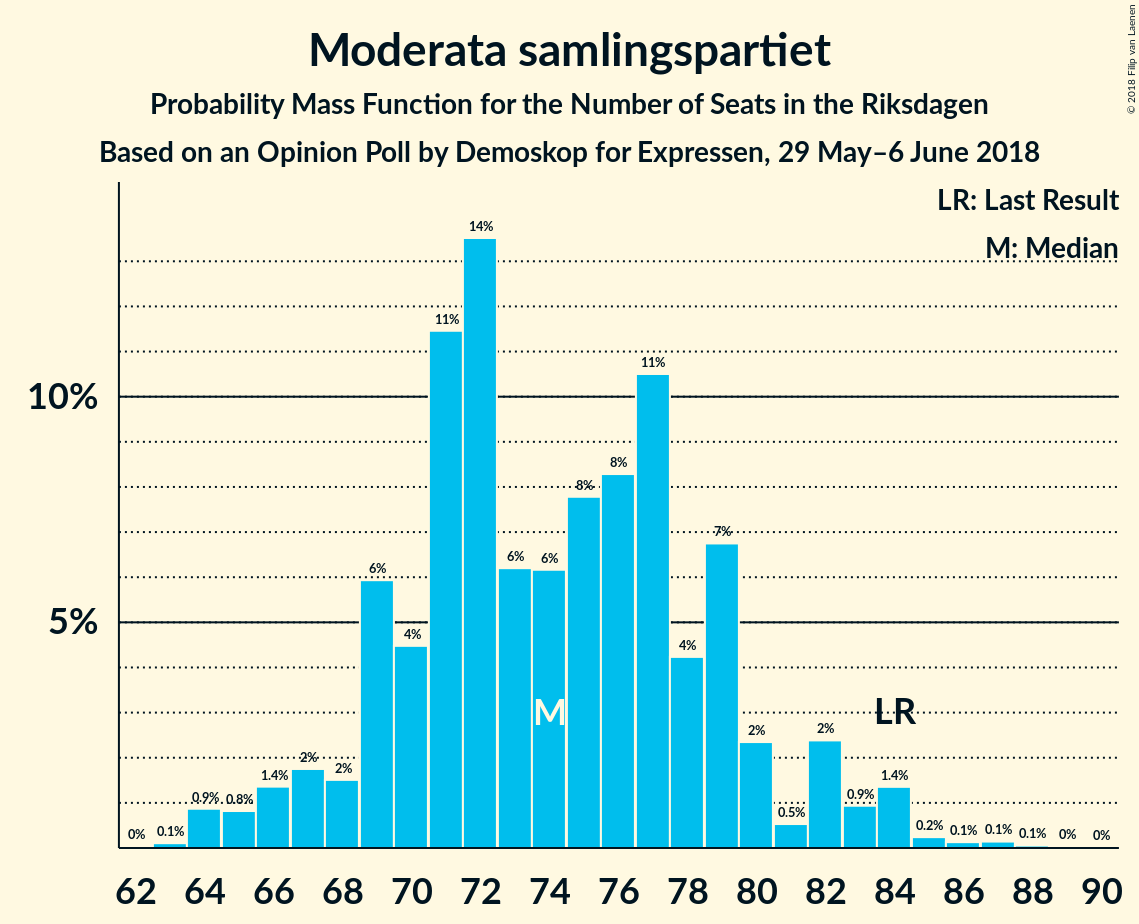 Moderata samlingspartiet
Probability Mass Function for the Number of Seats in the Riksdagen
Based on an Opinion Poll by Demoskop for Expressen, 29 May–6 June 2018
© 2018 Filip van Laenen
LR: Last Result
M: Median
10%
5%
0% 0.1% 0.9% 0.8% 1.4% 2% 2% 6% 4% 11% 14% 6% 6% 8% 8% 11% 4% 7% 2% 0.5% 2% 0.9% 1.4% 0.2% 0.1% 0.1% 0.1% 0% 0%
M LR
62 64 66 68 70 72 74 76 78 80 82 84 86 88 90